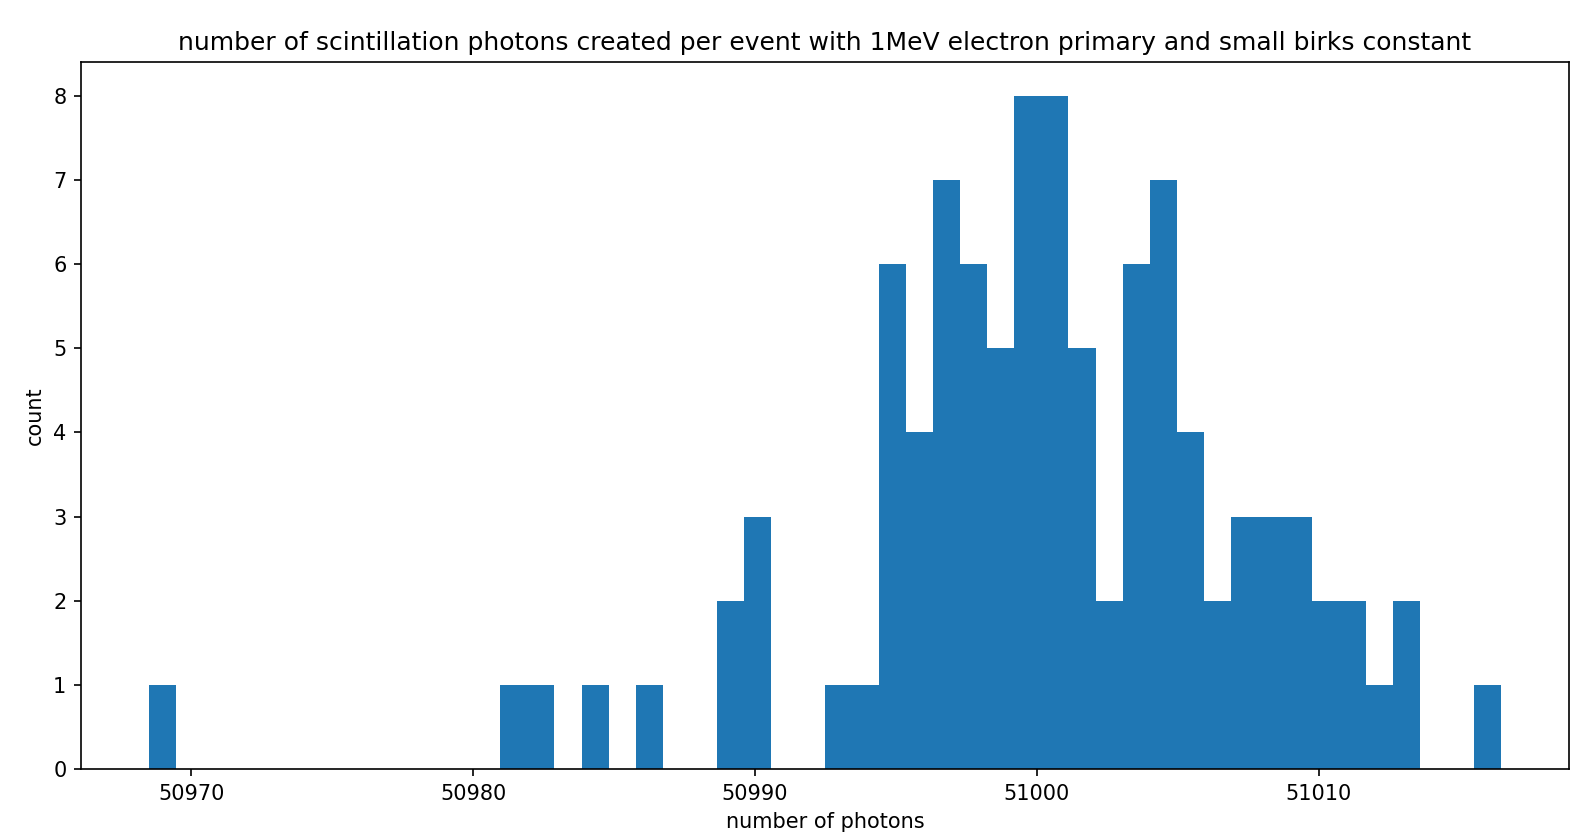 number of scintillation photons created per event with 1MeV electron primary and small birks constant
8
7
6
5
4
3
2
1
0
count
50970 50980 50990 51000 51010
number of photons